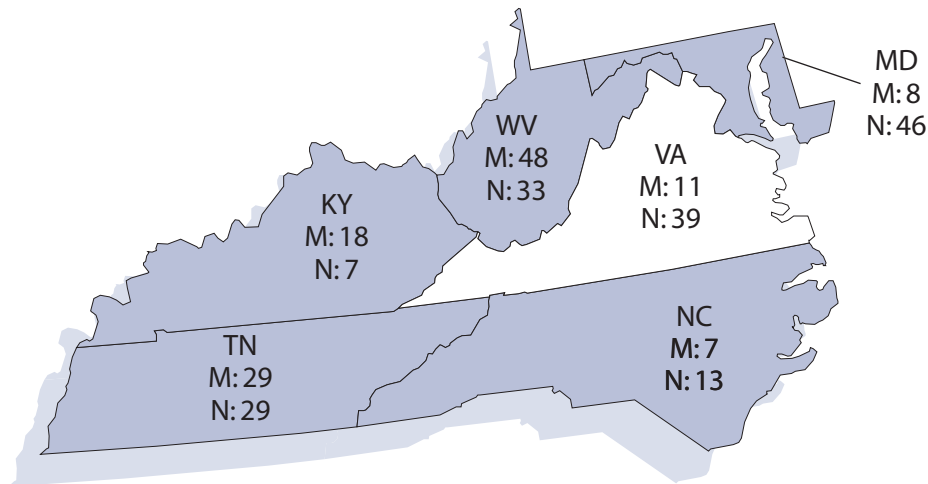 MD
M: 8
N: 46
WV
M: 48
N: 33
VA
M: 11
N: 39
KY
M: 18
N: 7
NC
M: 7
N: 13
TN
M: 29
N: 29